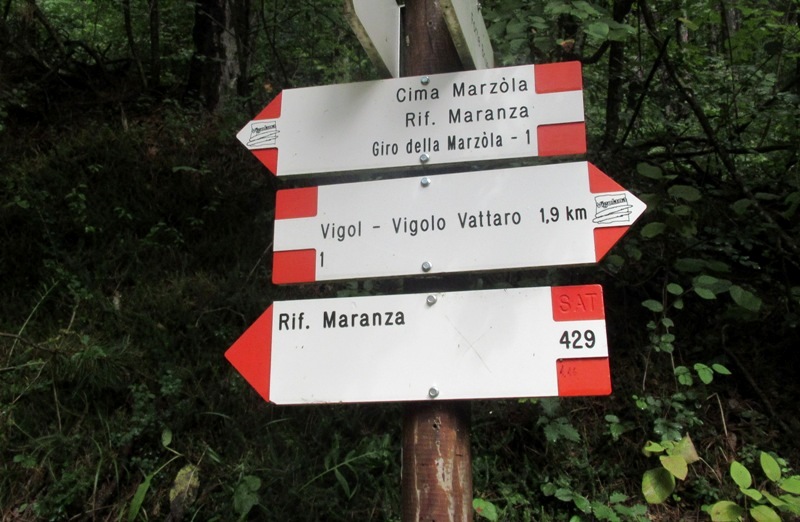 Cima Marzòla
Rif. Maranza
Giro della Marzòla - 1
Vigol - Vigolo Vattaro 1,9 km
1
Rif. Maranza
SAT
429